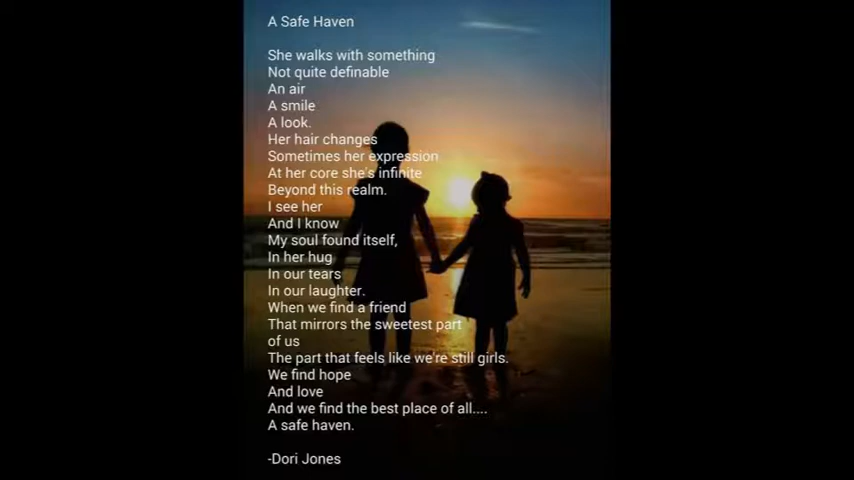 A Safe Haven
She walks with something
Not quite definable
An air
A smile
A look.
Her hair changes
Sometimes her expression
At her core she's infinite
Beyond this realm.
I see her
And I know
My soul found itself,
In her hug
In our tears
In our laughter.
When we find a friend
That mirrors the sweetest part
of us
The part that feels like we're still girls.
We find hope
And love
And we find the best place of all....
A safe haven.
-Dori Jones